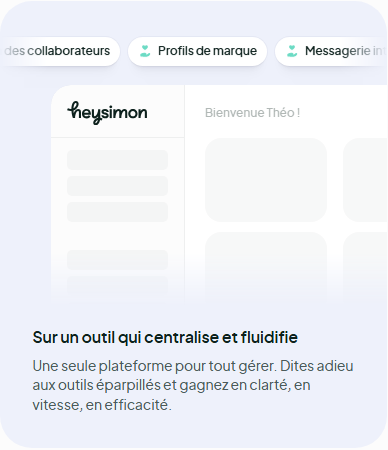 des collaborateurs
Profils de marque
Messagerie
heysimon
Bienvenue Théo !
Sur un outil qui centralise et fluidifie
Une seule plateforme pour tout gérer. Dites adieu
aux outils éparpillés et gagnez en clarté, en
vitesse, en efficacité.